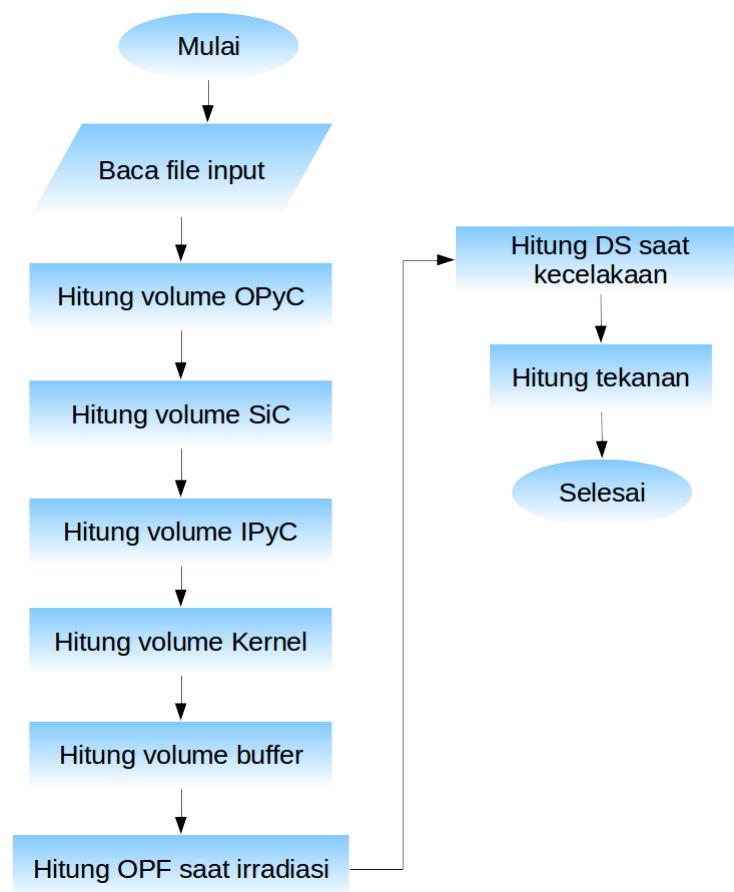 Mulai
Baca file input
Hitung volume OPyC
Hitung volume SiC
Hitung volume IPyC
Hitung volume Kernel
Hitung volume buffer
Hitung OPF saat irradiasi
Hitung DS saat
kecelakaan
Hitung tekanan
Selesai